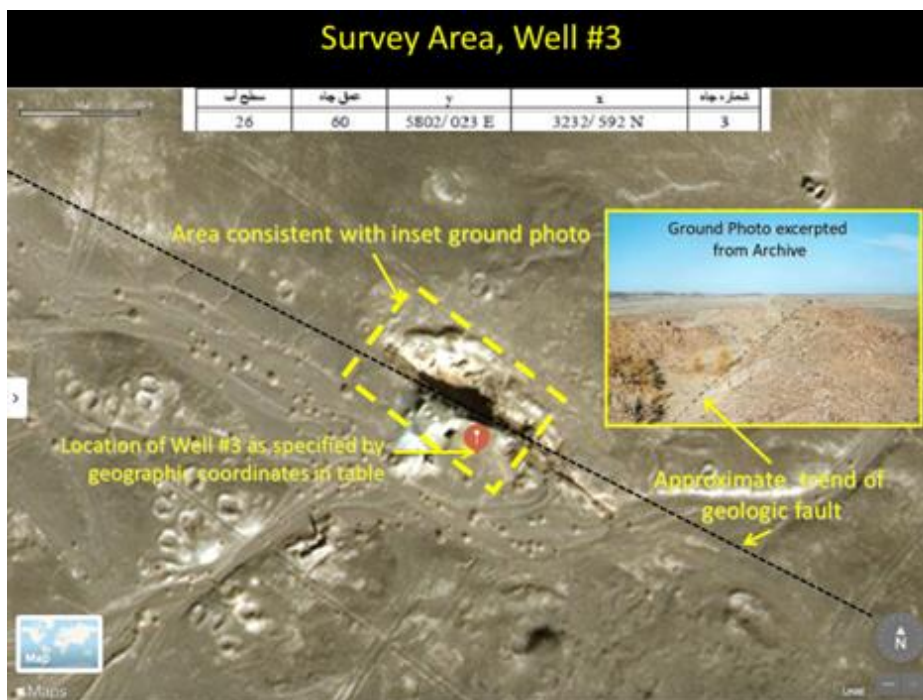 Survey Area, Well #3
شماره چاه x y عمق چاه سطح آب
3 3232/ 592 N 5802/ 023 E 60 26
Area consistent with inset ground photo
Ground Photo excerpted
from Archive
Location of Well #3 as specified by
geographic coordinates in table
Approximate trend of
geologic fault
Map
Maps
Legal
N